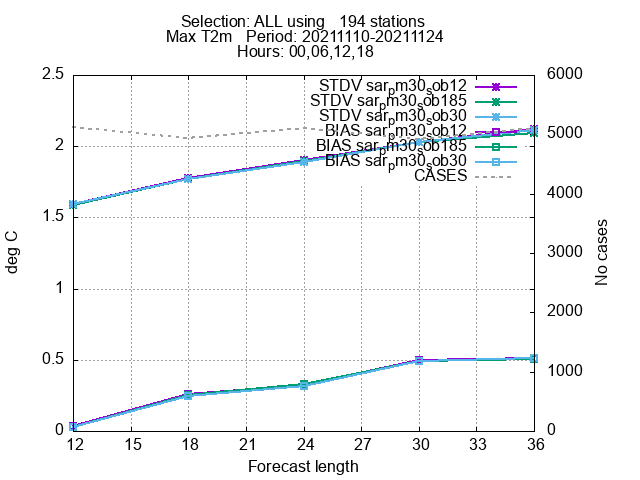 Selection: ALL using   194 stations
Max T2m   Period: 20211110-20211124
Hours: 00,06,12,18
2.5
2
1.5
1
0.5
0
deg C
6000
5000
4000
3000
2000
1000
0
No cases
STDV sarpm30sob12
STDV sarpm30sob185
STDV sarpm30sob30
BIAS sarpm30sob12
BIAS sarpm30sob185
BIAS sarpm30sob30
CASES
12 15 18 21 24 27 30 33 36
Forecast length